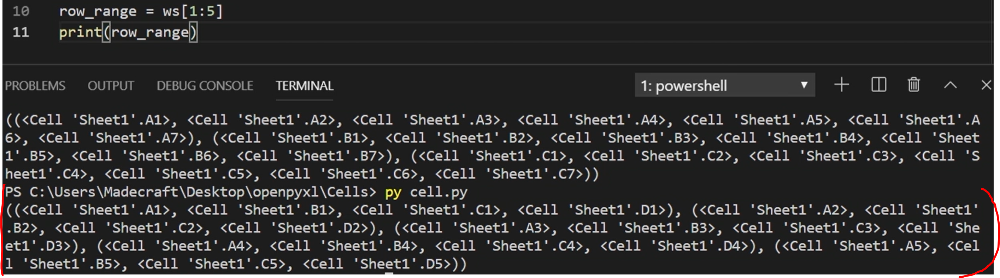 10 row_range = ws[1:5]
11 print(row_range)
PROBLEMS OUTPUT DEBUG CONSOLE TERMINAL 1: powershell
((<Cell 'Sheet1'.A1>, <Cell 'Sheet1'.A2>, <Cell 'Sheet1'.A3>, <Cell 'Sheet1'.A4>, <Cell 'Sheet1'.A5>, <Cell 'Sheet1'.A
6>, <Cell 'Sheet1'.A7>), (<Cell 'Sheet1'.B1>, <Cell 'Sheet1'.B2>, <Cell 'Sheet1'.B3>, <Cell 'Sheet1'.B4>, <Cell 'Sheet
1'.B5>, <Cell 'Sheet1'.B6>, <Cell 'Sheet1'.B7>), (<Cell 'Sheet1'.C1>, <Cell 'Sheet1'.C2>, <Cell 'Sheet1'.C3>, <Cell 'S
heet1'.C4>, <Cell 'Sheet1'.C5>, <Cell 'Sheet1'.C6>, <Cell 'Sheet1'.C7>))
PS C:\Users\Madecraft\Desktop\openpyxl\Cells> py cell.py
((<Cell 'Sheet1'.A1>, <Cell 'Sheet1'.B1>, <Cell 'Sheet1'.C1>, <Cell 'Sheet1'.D1>), (<Cell 'Sheet1'.A2>, <Cell 'Sheet1'
.B2>, <Cell 'Sheet1'.C2>, <Cell 'Sheet1'.D2>), (<Cell 'Sheet1'.A3>, <Cell 'Sheet1'.B3>, <Cell 'Sheet1'.C3>, <Cell 'She
et1'.D3>), (<Cell 'Sheet1'.A4>, <Cell 'Sheet1'.B4>, <Cell 'Sheet1'.C4>, <Cell 'Sheet1'.D4>), (<Cell 'Sheet1'.A5>, <Cel
l 'Sheet1'.B5>, <Cell 'Sheet1'.C5>, <Cell 'Sheet1'.D5>))